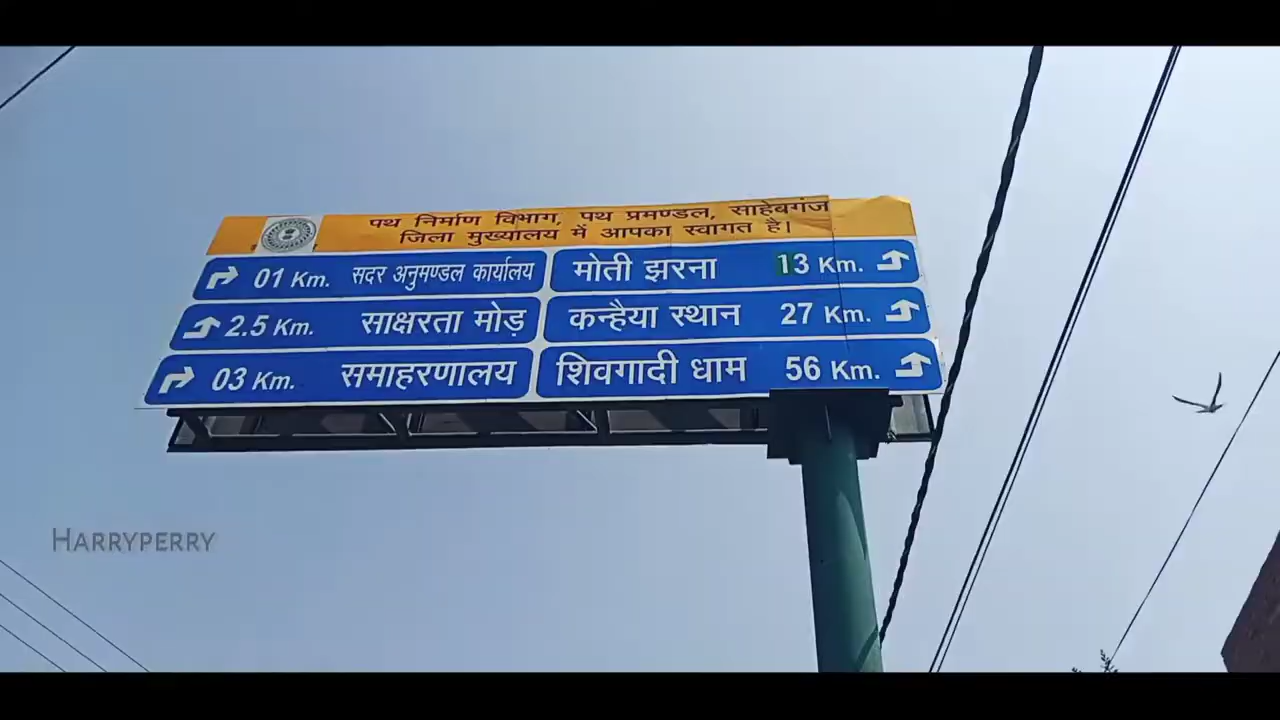 पथ निर्माण विभाग, पथ प्रमण्डल, साहेबगंज
जिला मुख्यालय में आपका स्वागत है।
01 Km. सदर अनुमण्डल कार्यालय
मोती झरना 13 Km.
2.5 Km. साक्षरता मोड़
कन्हैया स्थान 27 Km.
03 Km. समाहरणालय
शिवगादी धाम 56 Km.
HARRYPERRY